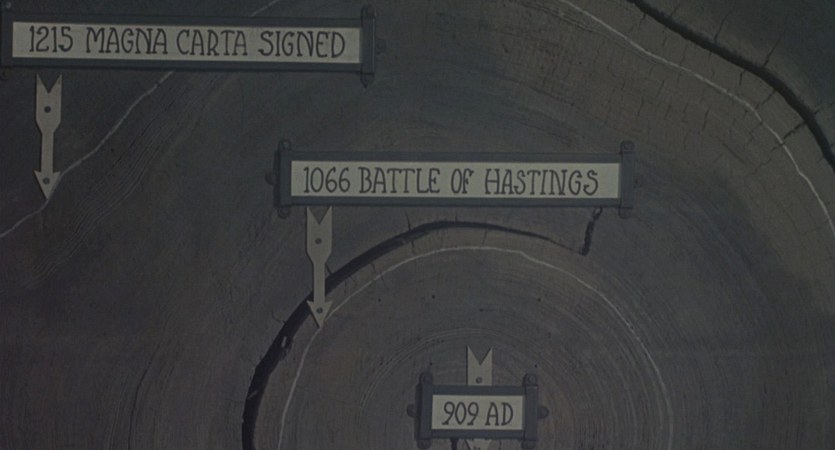 1215 MAGNA CARTA SIGNED
1066 BATTLE OF HASTINGS
909 AD